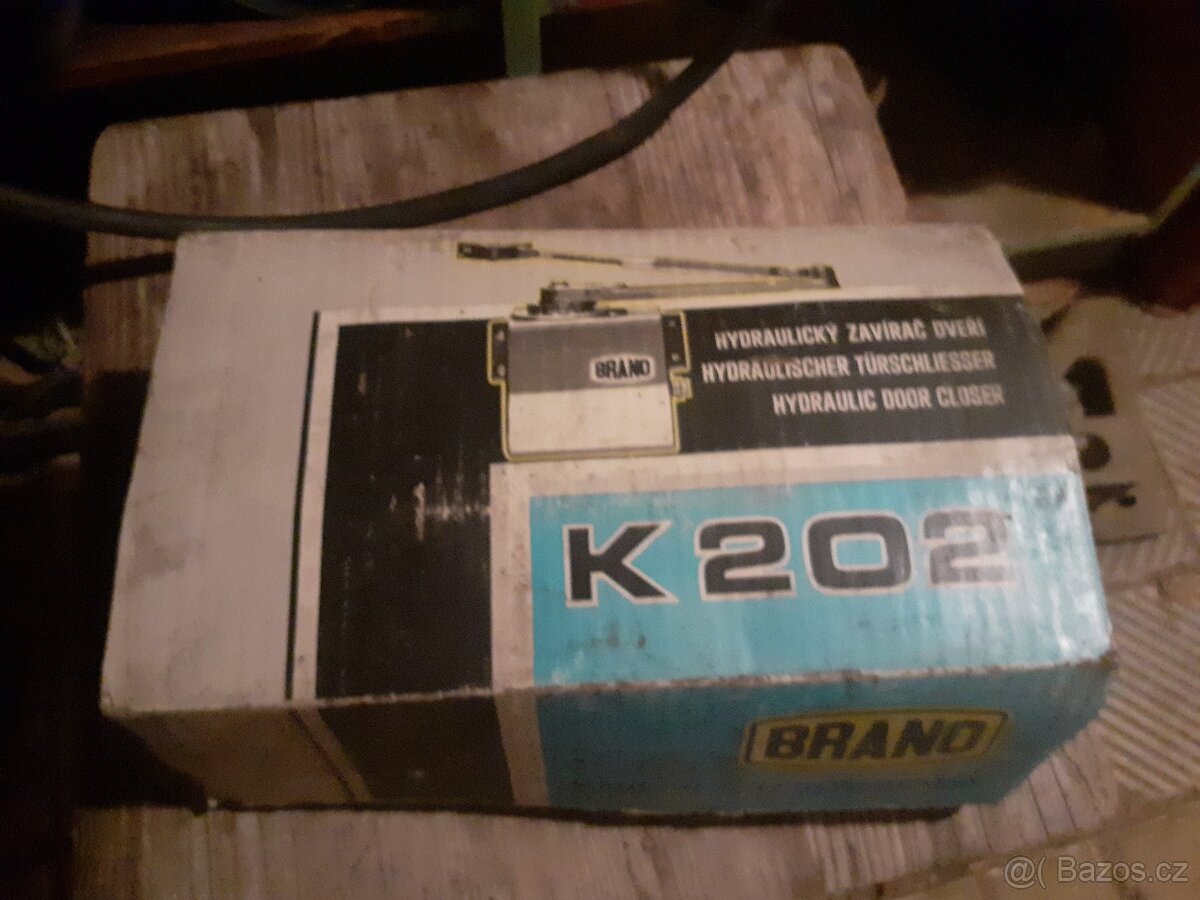 BRANO
HYDRAULICKÝ ZAVÍRAČ DVEŘÍ
HYDRAULISCHER TÜRSCHLIESSER
HYDRAULIC DOOR CLOSER
K 202
BRANO
@( Bazos.cz